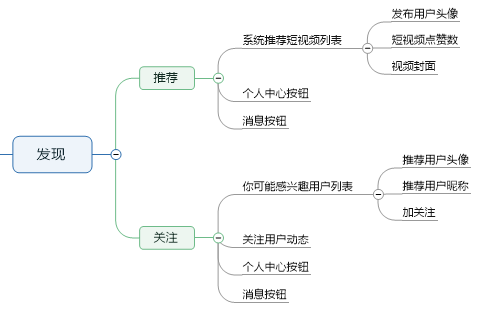 发现
推荐
系统推荐短视频列表
发布用户头像
短视频点赞数
视频封面
个人中心按钮
消息按钮
关注
你可能感兴趣用户列表
推荐用户头像
推荐用户昵称
加关注
关注用户动态
个人中心按钮
消息按钮